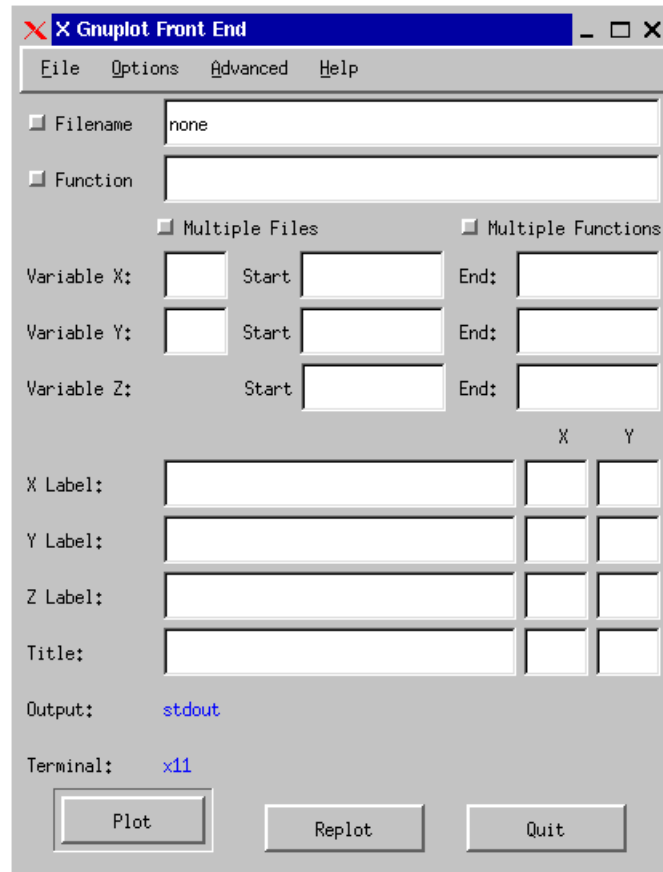 X Gnuplot Front End
File Options Advanced Help
Filename none
Function
Multiple Files Multiple Functions
Variable X: Start End:
Variable Y: Start End:
Variable Z: Start End:
X Y
X Label:
Y Label:
Z Label:
Title:
Output: stdout
Terminal: x11
Plot Replot Quit